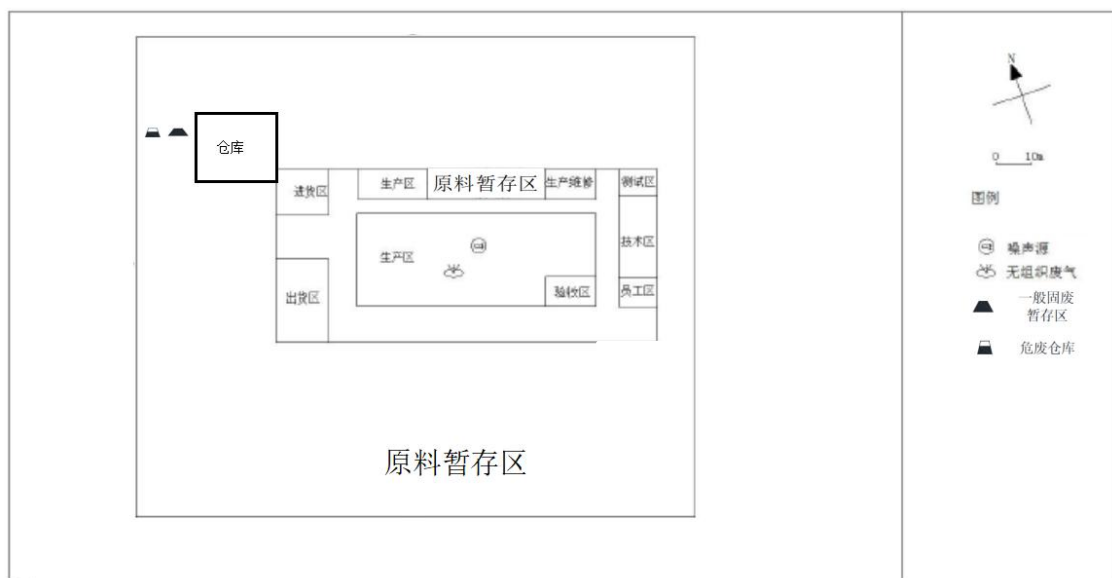 N
仓库
0 10m
进货区
生产区
原料暂存区
生产维修
测试区
图例
生产区
技术区
噪声源
无组织废气
出货区
验收区
员工区
一般固废
暂存区
危废仓库
原料暂存区